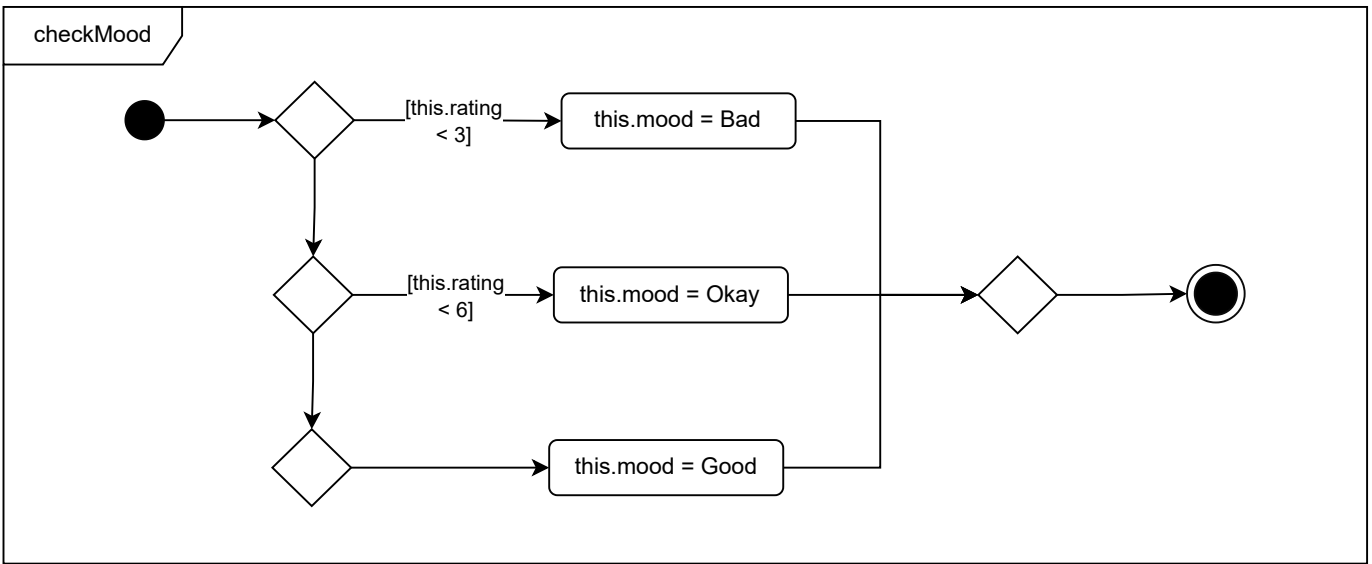 checkMood
[this.rating
< 3]
this.mood = Bad
[this.rating
< 6]
this.mood = Okay
this.mood = Good